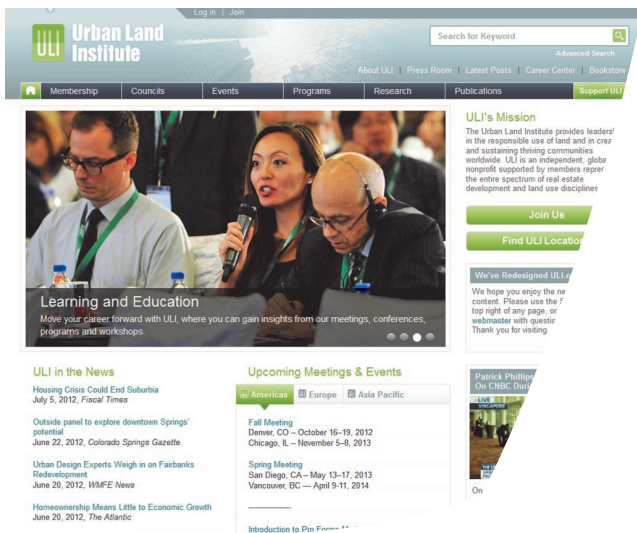 Log in | Join
ULI Urban Land
Institute
Search for Keyword
Advanced Search
About ULI | Press Room | Latest Posts | Career Center | Bookstore
Membership Councils Events Programs Research Publications Support ULI
Learning and Education
Move your career forward with ULI, where you can gain insights from our meetings, conferences,
programs and workshops.
ULI's Mission
The Urban Land Institute provides
in the responsible use of land and in
and sustaining thriving communities
worldwide. ULI is an independent,
nonprofit supported by members
the entire spectrum of real estate
development and land use
Join Us
Find ULI
We've Redesigned
We hope you enjoy the
content. Please use the
top right of any page, or
webmaster with
Thank you for visiting.
ULI in the News
Housing Crisis Could End Suburbia
July 5, 2012, Fiscal Times
Outside panel to explore downtown Springs'
potential
June 22, 2012, Colorado Springs Gazette
Urban Design Experts Weigh in on Fairbanks
Redevelopment
June 20, 2012, WMFE News
Homeownership Means Little to Economic Growth
June 20, 2012, The Atlantic
Upcoming Meetings & Events
Americas Europe Asia Pacific
Fall Meeting
Denver, CO – October 16–19, 2012
Chicago, IL – November 5–8, 2013
Spring Meeting
San Diego, CA – May 13–17, 2013
Vancouver, BC — April 9-11, 2014
Introduction to Pro Forma
Patrick Phillips
On CNBC
LIVE
SINGAPORE
On